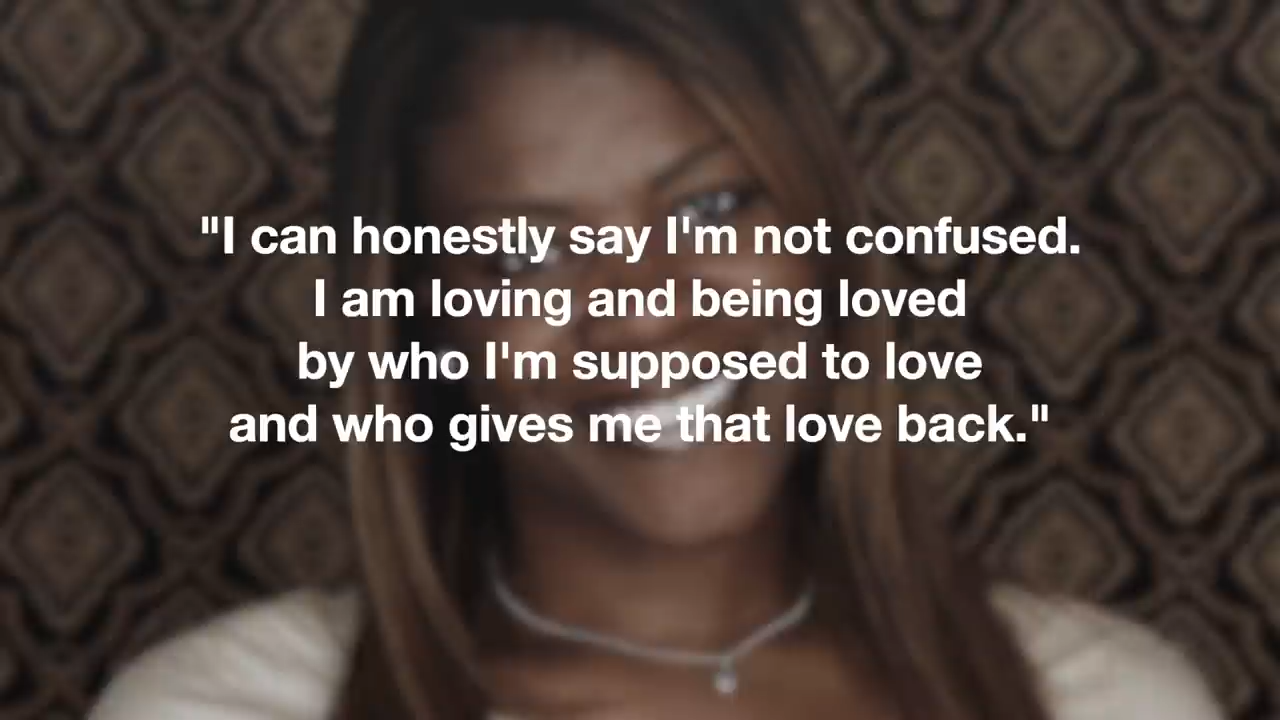 "I can honestly say I'm not confused.
I am loving and being loved
by who I'm supposed to love
and who gives me that love back."